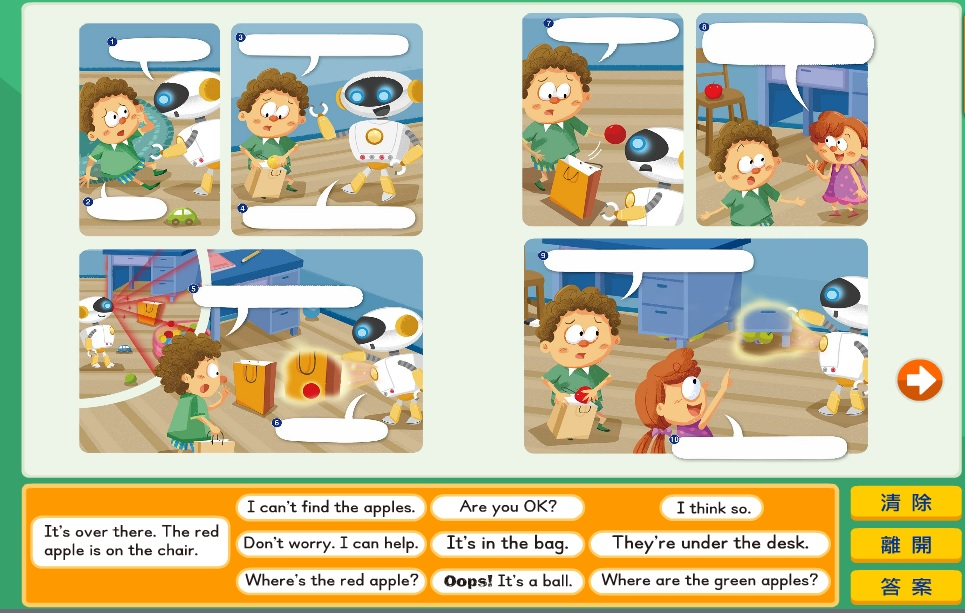 1
2
3
4
5
6
7
8
9
10
It's over there. The red
apple is on the chair.
I can't find the apples.
Are you OK?
I think so.
Don't worry. I can help.
It's in the bag.
They're under the desk.
Where's the red apple?
Oops! It's a ball.
Where are the green apples?
清除
離開
答案